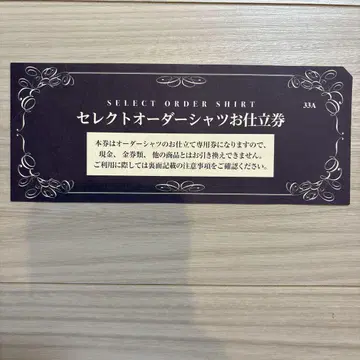 SELECT ORDER SHIRT
33A
セレクトオーダーシャツお仕立券
本券はオーダーシャツのお仕立て専用券になりますので、
現金、金券類、他の商品とはお引き換えできません。
ご利用に際しては裏面記載の注意事項をご確認ください。